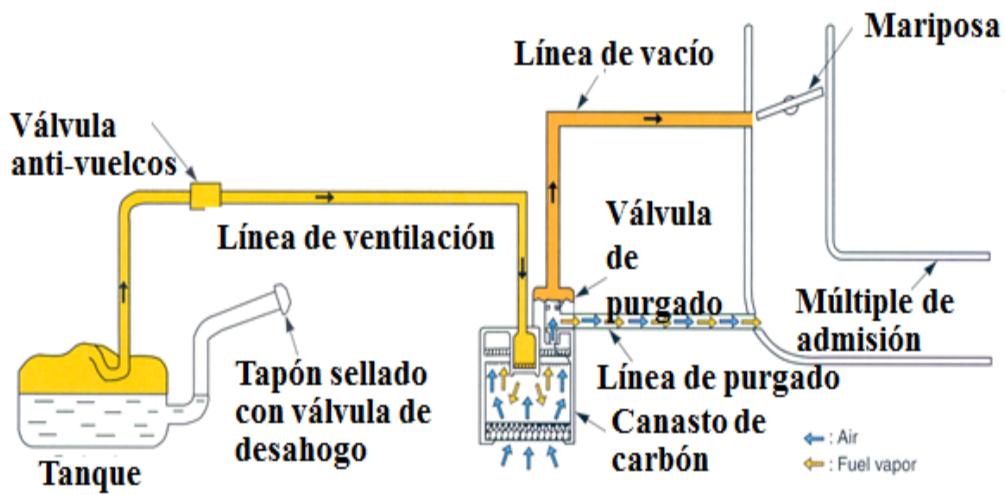 Mariposa
Línea de vacío
Válvula
anti-vuelcos
Línea de ventilación
Válvula
de
purgado
Múltiple de
admisión
Tapón sellado
con válvula de
desahogo
Línea de purgado
Canasto de
carbón
: Air
: Fuel vapor
Tanque